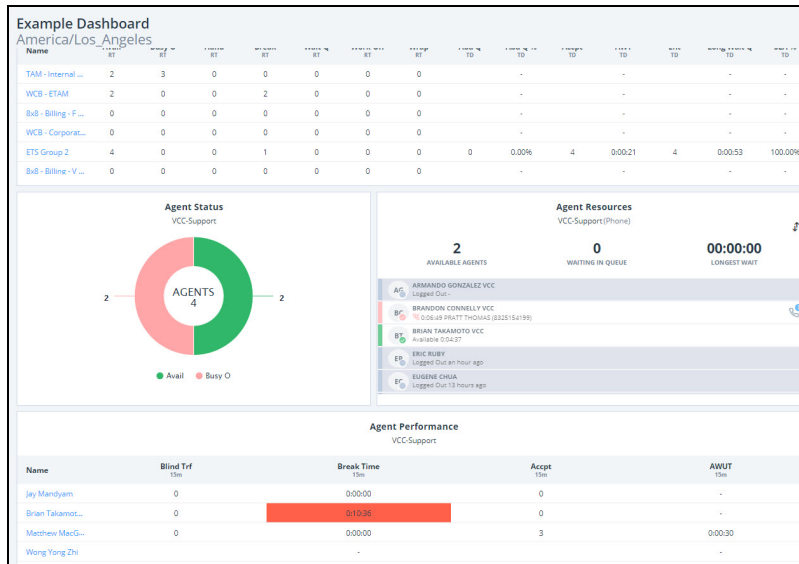 Example Dashboard
America/Los_Angeles
Name RT RT RT RT RT RT RT TD TD TD TD TD TD TD
TAM - Internal ... 2 3 0 0 0 0 0 - - - -
WCB - ETAM 2 0 0 2 0 0 0 - - - -
8x8 - Billing - F ... 0 0 0 0 0 0 0 - - - -
WCB - Corporat... 0 0 0 0 0 0 0 - - - -
ETS Group 2 4 0 0 1 0 0 0 0 0.00% 4 0:00:21 4 0:00:53 100.00%
8x8 - Billing - V ... 0 0 0 0 0 0 0 - - - -
Agent Status
VCC-Support
2 AGENTS 2
4
Avail Busy O
Agent Resources
VCC-Support(Phone)
2 0 00:00:00
AVAILABLE AGENTS WAITING IN QUEUE LONGEST WAIT
AG ARMANDO GONZALEZ VCC
Logged Out -
BC BRANDON CONNELLY VCC
0:06:49 PRATT THOMAS (8325154199)
BT BRIAN TAKAMOTO VCC
Available 0:04:37
ER ERIC RUBY
Logged Out an hour ago
EC EUGENE CHUA
Logged Out 13 hours ago
Agent Performance
VCC-Support
Name Blind Trf Break Time Accpt AWUT
15m 15m 15m 15m
Jay Mandyam 0 0:00:00 0 -
Brian Takamot... 0 0:10:36 0 -
Matthew MacG... 0 0:00:00 3 0:00:30
Wong Yong Zhi - -